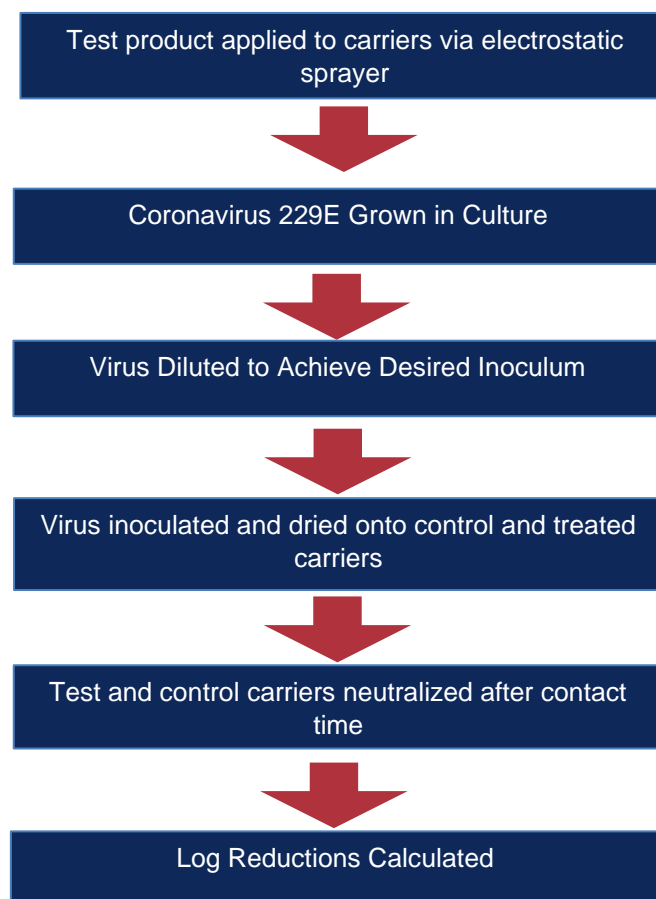 Test product applied to carriers via electrostatic
sprayer
Coronavirus 229E Grown in Culture
Virus Diluted to Achieve Desired Inoculum
Virus inoculated and dried onto control and treated
carriers
Test and control carriers neutralized after contact
time
Log Reductions Calculated